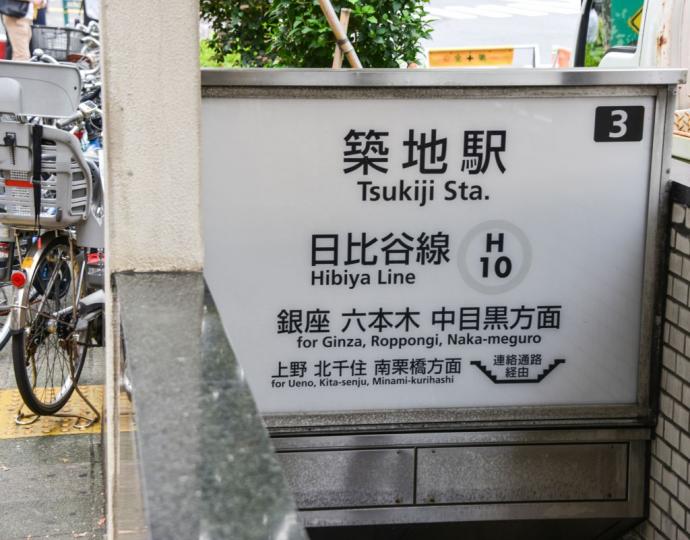 3
築地駅
Tsukiji Sta.
日比谷線
Hibiya Line
H
10
銀座 六本木 中目黒方面
for Ginza, Roppongi, Naka-meguro
上野 北千住 南栗橋方面
for Ueno, Kita-senju, Minami-kurihashi
連絡通路
経由